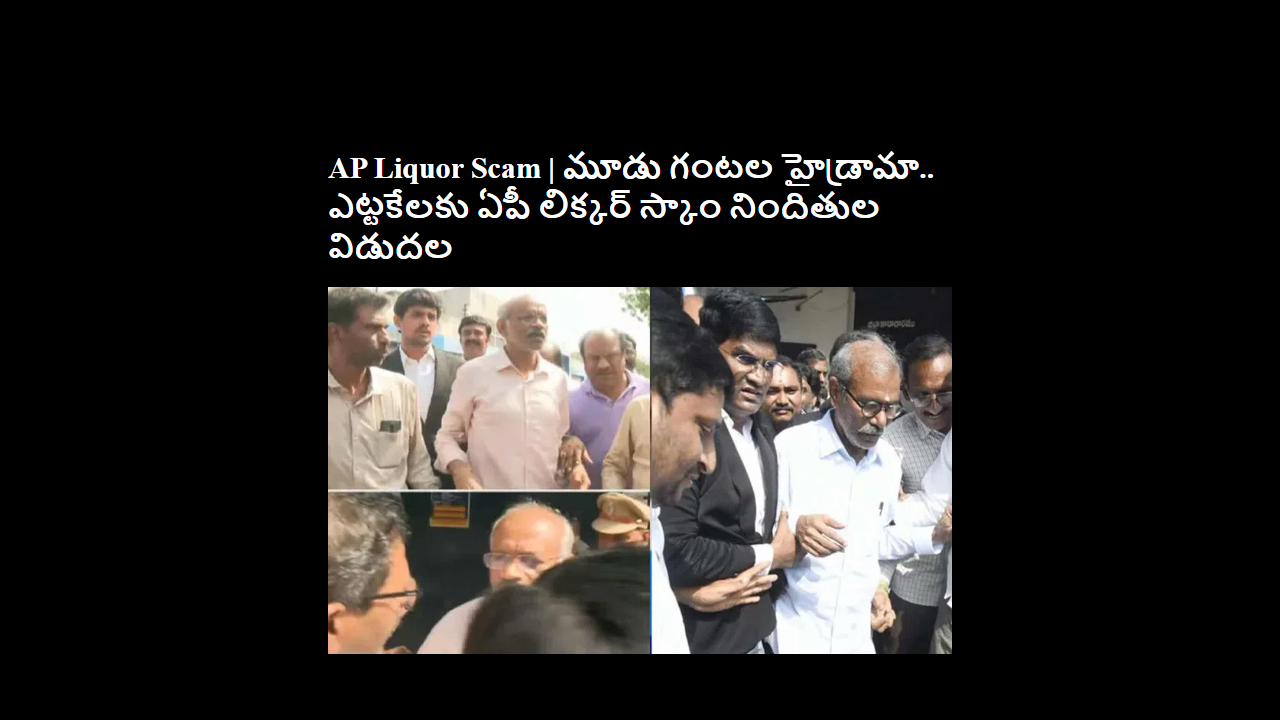 AP Liquor Scam | మూడు గంటల హైడ్రామా..
ఎట్టకేలకు ఏపీ లిక్కర్ స్కాం నిందితుల
విడుదల